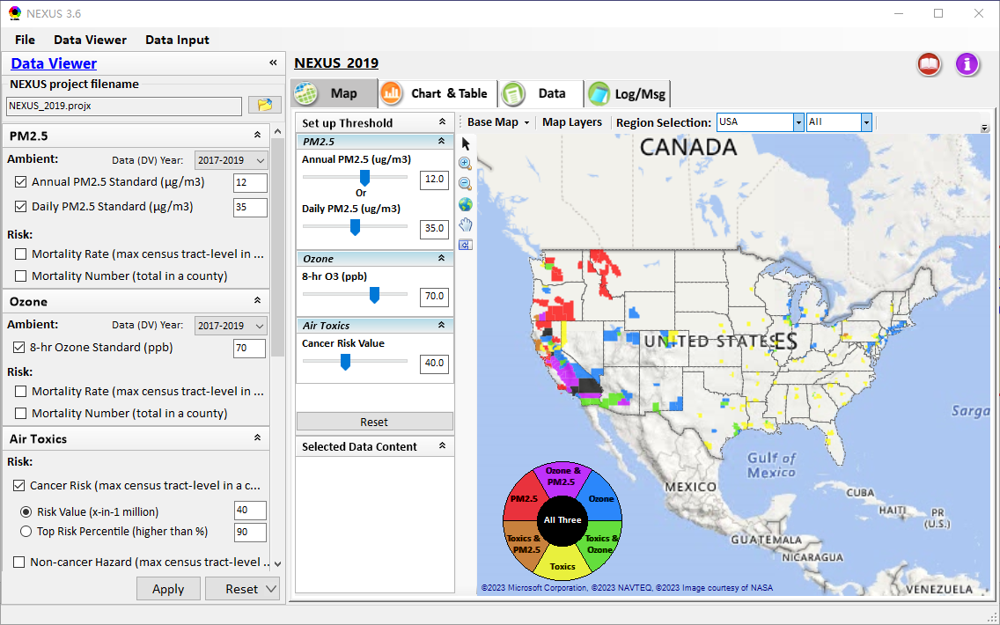 NEXUS 3.6
File Data Viewer Data Input
Data Viewer «
NEXUS project filename
NEXUS_2019.projx
PM2.5
Ambient: Data (DV) Year: 2017-2019
Annual PM2.5 Standard (µg/m3) 12
Daily PM2.5 Standard (µg/m3) 35
Risk:
Mortality Rate (max census tract-level in ...
Mortality Number (total in a county)
Ozone
Ambient: Data (DV) Year: 2017-2019
8-hr Ozone Standard (ppb) 70
Risk:
Mortality Rate (max census tract-level in ...
Mortality Number (total in a county)
Air Toxics
Risk:
Cancer Risk (max census tract-level in a c...
Risk Value (x-in-1 million) 40
Top Risk Percentile (higher than %) 90
Non-cancer Hazard (max census tract-level ..
Apply Reset
NEXUS_2019
Map Chart & Table Data Log/Msg
Set up Threshold
PM2.5
Annual PM2.5 (ug/m3)
12.0
Or
Daily PM2.5 (ug/m3)
35.0
Ozone
8-hr O3 (ppb)
70.0
Air Toxics
Cancer Risk Value
40.0
Reset
Selected Data Content
Base Map Map Layers Region Selection: USA All
CANADA
UNITED STATES
ES
Sarga
Gulf of
Mexico
MEXICO
CUBA
HAITI
PR
(U.S.)
GUATEMALA
NICARAGUA
VENEZUELA
Ozone &
PM2.5
PM2.5
Ozone
All Three
Toxics &
PM2.5
Toxics &
Ozone
Toxics
©2023 Microsoft Corporation, ©2023 NAVTEQ, ©2023 Image courtesy of NASA